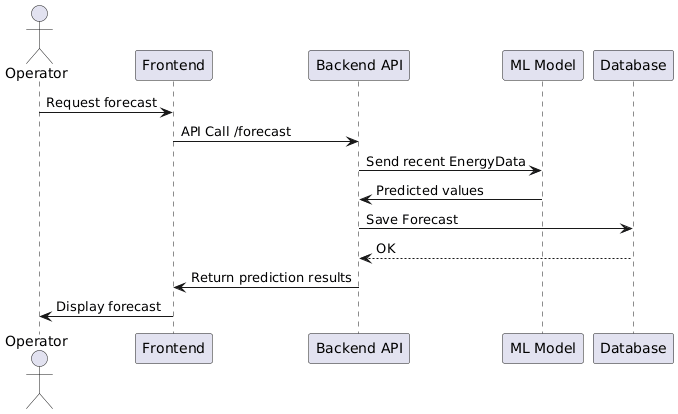 Operator
Frontend
Backend API
ML Model
Database
Request forecast
API Call /forecast
Send recent EnergyData
Predicted values
Save Forecast
OK
Return prediction results
Display forecast
Operator
Frontend
Backend API
ML Model
Database